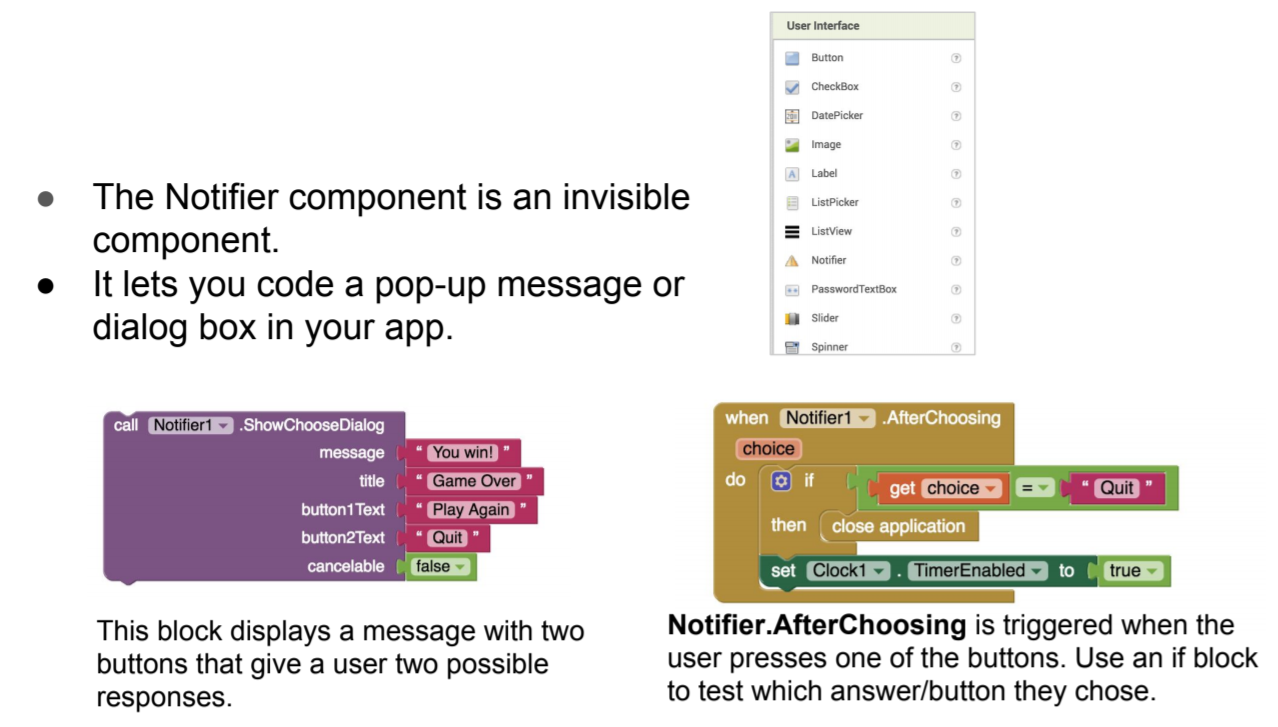 User Interface
Button
CheckBox
DatePicker
Image
Label
ListPicker
ListView
Notifier
PasswordTextBox
Slider
Spinner
● The Notifier component is an invisible
component.
● It lets you code a pop-up message or
dialog box in your app.
call Notifier1 .ShowChooseDialog
message " You win! "
title " Game Over "
button1Text " Play Again "
button2Text " Quit "
cancelable false
This block displays a message with two
buttons that give a user two possible
responses.
when Notifier1 .AfterChoosing
choice
do if get choice = " Quit "
then close application
set Clock1 . TimerEnabled to true
Notifier.AfterChoosing is triggered when the
user presses one of the buttons. Use an if block
to test which answer/button they chose.